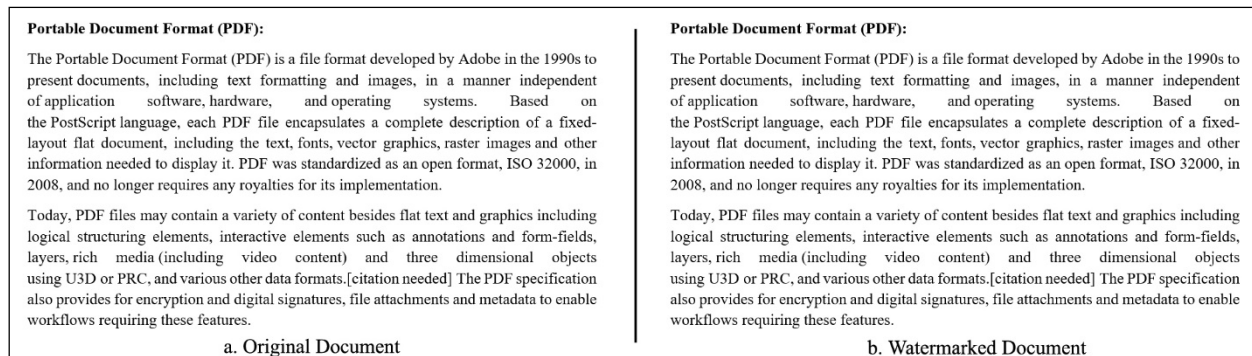 Portable Document Format (PDF):
The Portable Document Format (PDF) is a file format developed by Adobe in the 1990s to
present documents, including text formatting and images, in a manner independent
of application software, hardware, and operating systems. Based on
the PostScript language, each PDF file encapsulates a complete description of a fixed-
layout flat document, including the text, fonts, vector graphics, raster images and other
information needed to display it. PDF was standardized as an open format, ISO 32000, in
2008, and no longer requires any royalties for its implementation.
Today, PDF files may contain a variety of content besides flat text and graphics including
logical structuring elements, interactive elements such as annotations and form-fields,
layers, rich media (including video content) and three dimensional objects
using U3D or PRC, and various other data formats.[citation needed] The PDF specification
also provides for encryption and digital signatures, file attachments and metadata to enable
workflows requiring these features.
a. Original Document
Portable Document Format (PDF):
The Portable Document Format (PDF) is a file format developed by Adobe in the 1990s to
present documents, including text formatting and images, in a manner independent
of application software, hardware, and operating systems. Based on
the PostScript language, each PDF file encapsulates a complete description of a fixed-
layout flat document, including the text, fonts, vector graphics, raster images and other
information needed to display it. PDF was standardized as an open format, ISO 32000, in
2008, and no longer requires any royalties for its implementation.
Today, PDF files may contain a variety of content besides flat text and graphics including
logical structuring elements, interactive elements such as annotations and form-fields,
layers, rich media (including video content) and three dimensional objects
using U3D or PRC, and various other data formats.[citation needed] The PDF specification
also provides for encryption and digital signatures, file attachments and metadata to enable
workflows requiring these features.
b. Watermarked Document